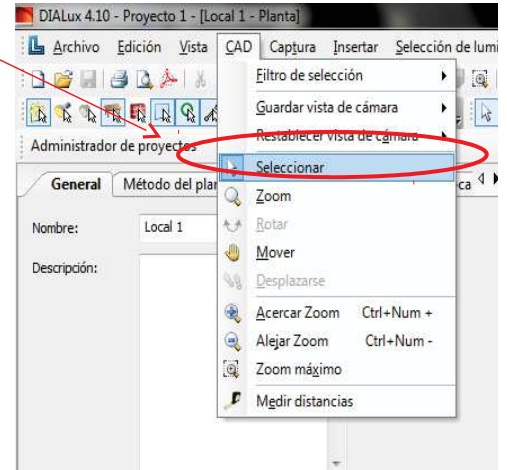 DIALux 4.10 - Proyecto 1 - [Local 1 - Planta]
Archivo Edición Vista CAD Captura Insertar Selección de lumi
Filtro de selección
Guardar vista de cámara
Restablecer vista de cámara
Administrador de proyectos
Seleccionar
General Método del plan
Zoom
Nombre: Local 1
Rotar
Mover
Descripción:
Desplazarse
Acercar Zoom Ctrl+Num +
Alejar Zoom Ctrl+Num -
Zoom máximo
Medir distancias